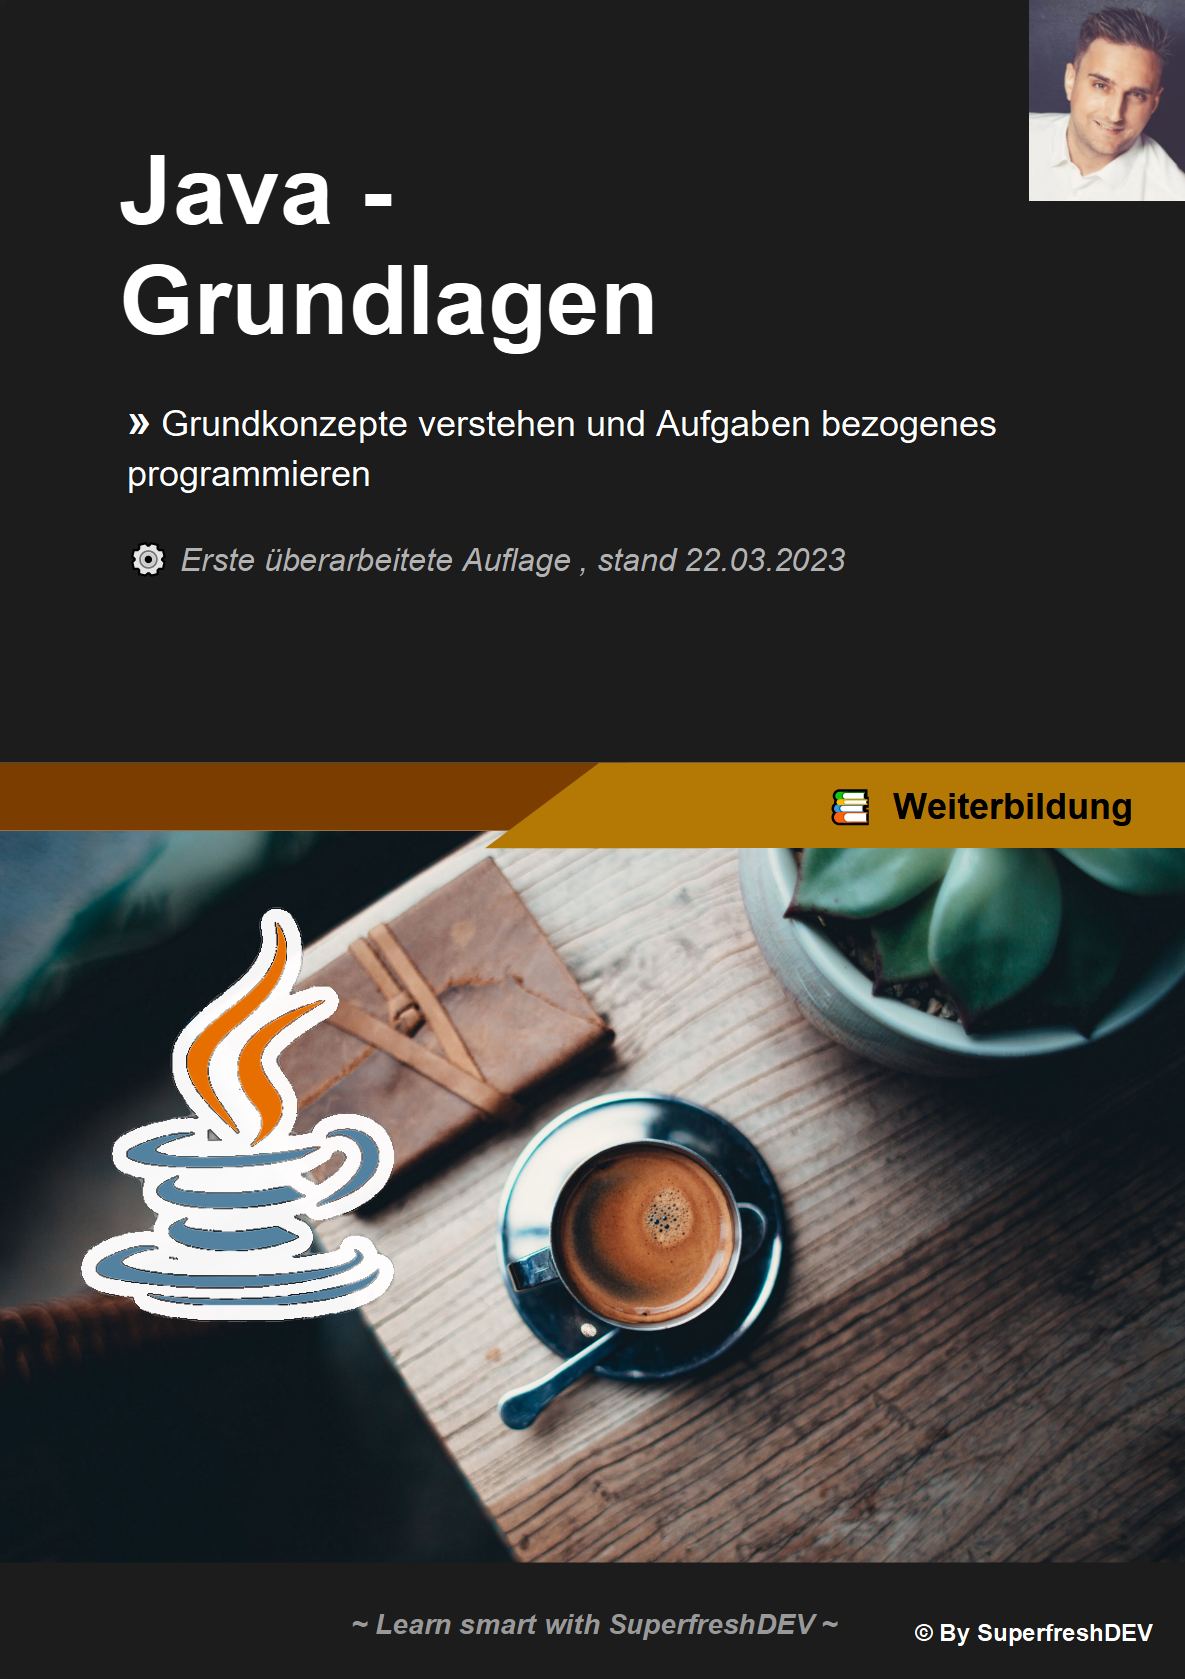 Java -
Grundlagen
» Grundkonzepte verstehen und Aufgaben bezogenes
programmieren
Erste überarbeitete Auflage , stand 22.03.2023
Weiterbildung
~ Learn smart with SuperfreshDEV ~
© By SuperfreshDEV